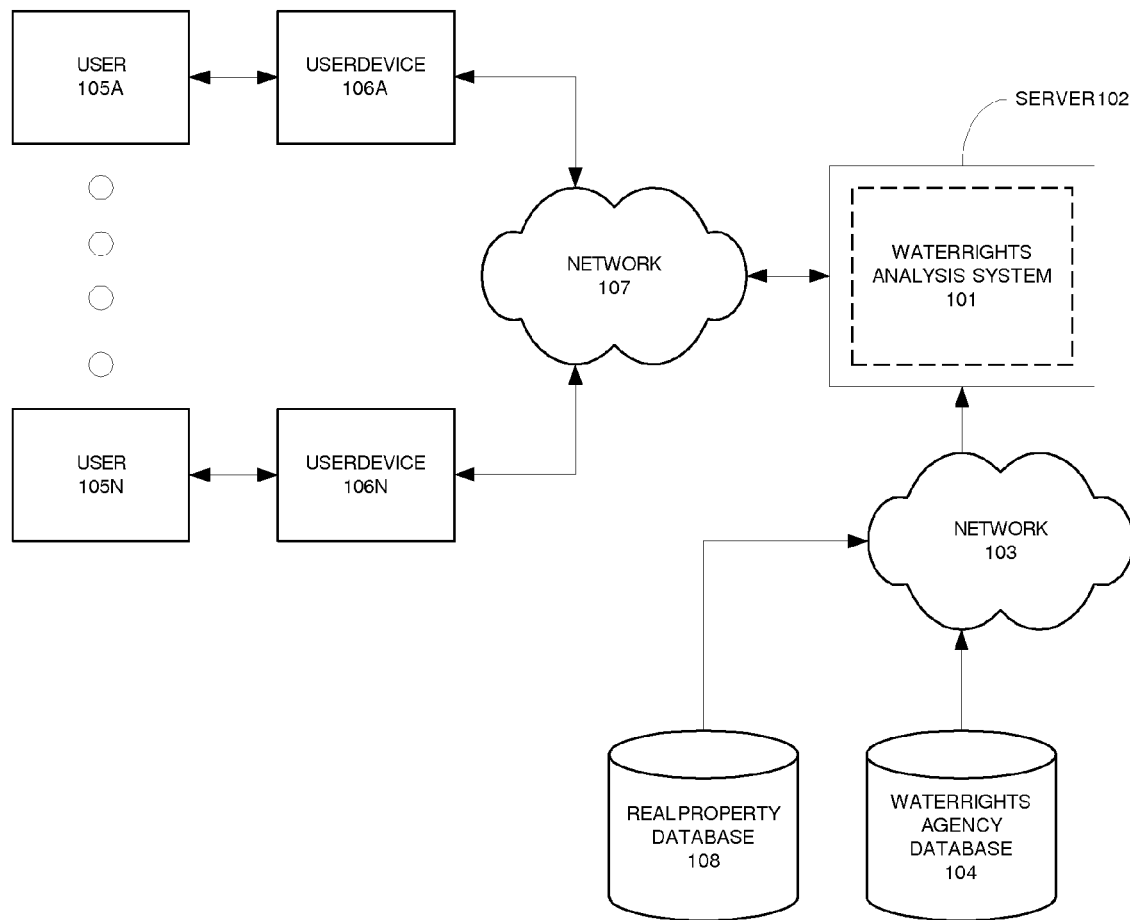 USER
105A
USERDEVICE
106A
SERVER102
NETWORK
107
WATERRIGHTS
ANALYSIS SYSTEM
101
USER
105N
USERDEVICE
106N
NETWORK
103
REALPROPERTY
DATABASE
108
WATERRIGHTS
AGENCY
DATABASE
104